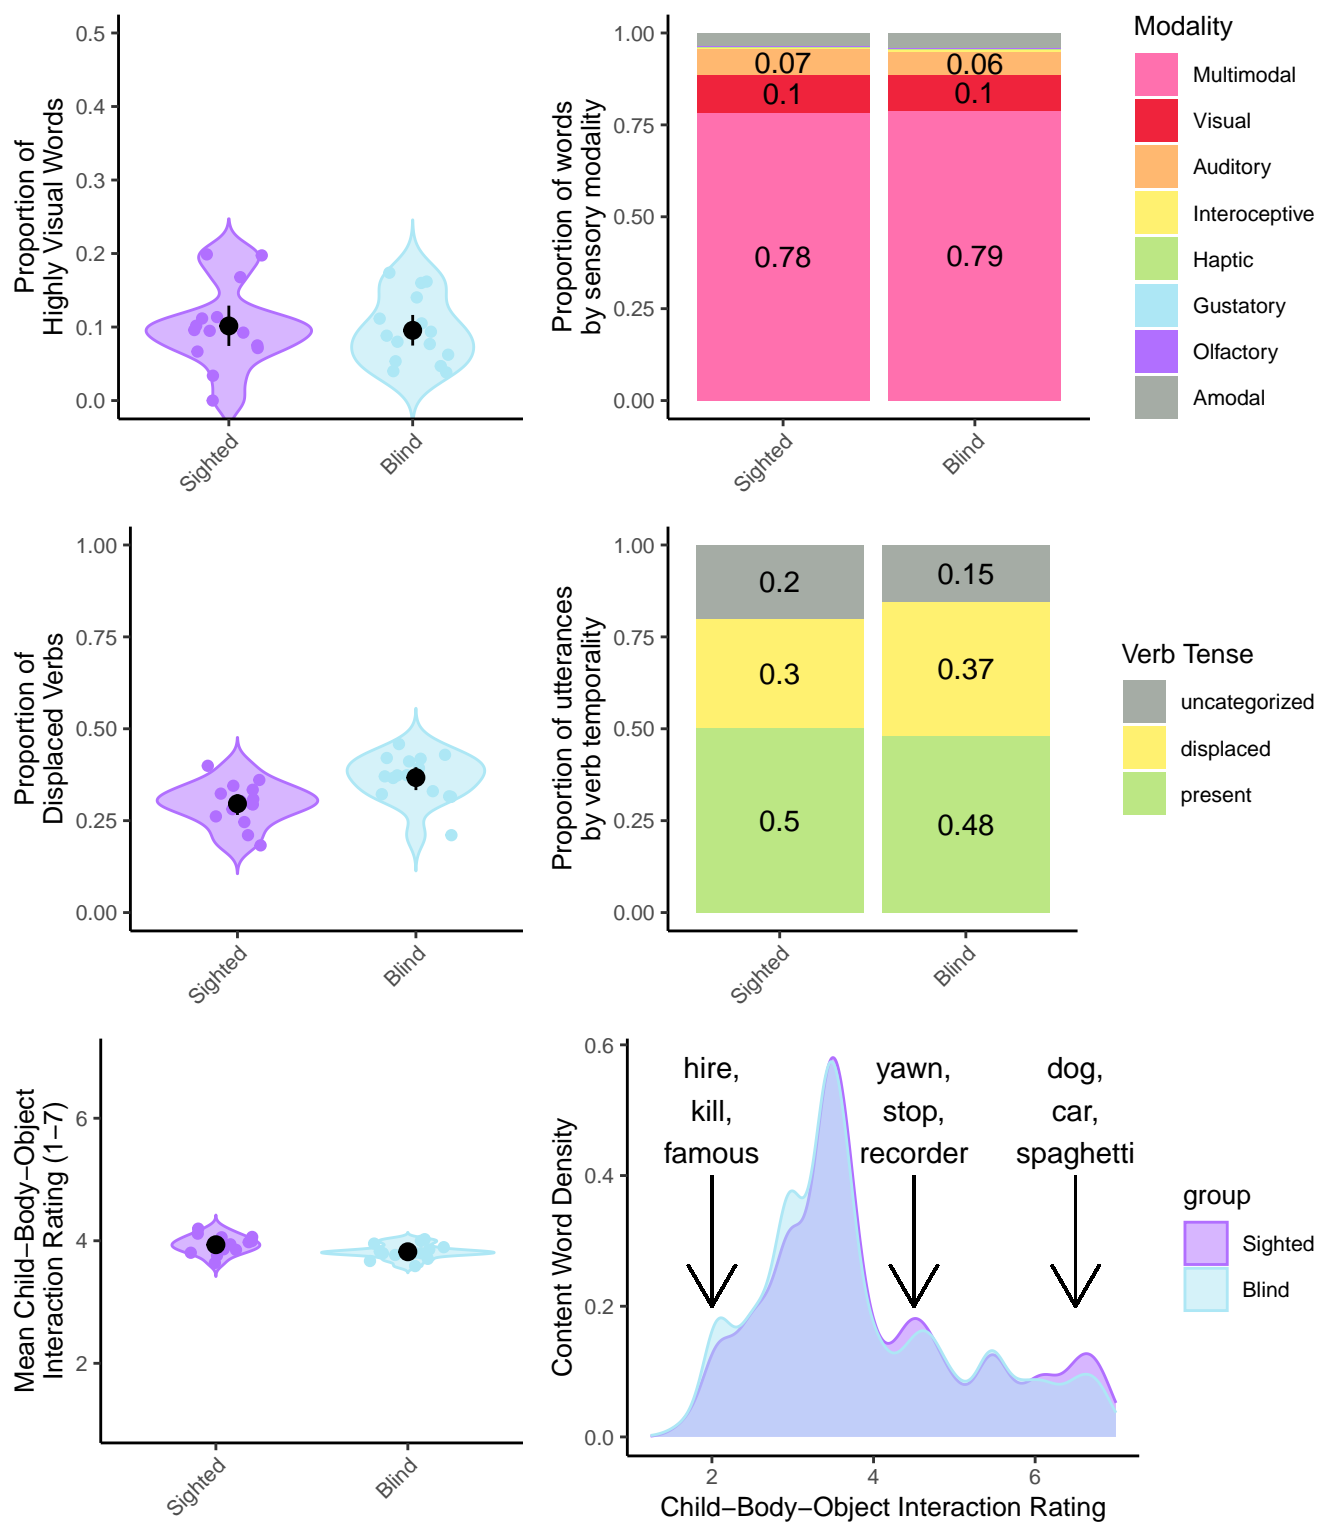 Proportion of
Highly Visual Words
0.5
0.4
0.3
0.2
0.1
0.0
Sighted
Blind
Proportion of words
by sensory modality
1.00
0.75
0.50
0.25
0.00
0.07
0.1
0.78
0.06
0.1
0.79
Sighted
Blind
Modality
Multimodal
Visual
Auditory
Interoceptive
Haptic
Gustatory
Olfactory
Amodal
Proportion of
Displaced Verbs
1.00
0.75
0.50
0.25
0.00
Sighted
Blind
Proportion of utterances
by verb temporality
1.00
0.75
0.50
0.25
0.00
0.2
0.3
0.5
0.15
0.37
0.48
Sighted
Blind
Verb Tense
uncategorized
displaced
present
Mean Child−Body−Object
Interaction Rating (1−7)
6
4
2
Sighted
Blind
Content Word Density
0.6
0.4
0.2
0.0
hire,
kill,
famous
yawn,
stop,
recorder
dog,
car,
spaghetti
2
4
6
Child−Body−Object Interaction Rating
group
Sighted
Blind